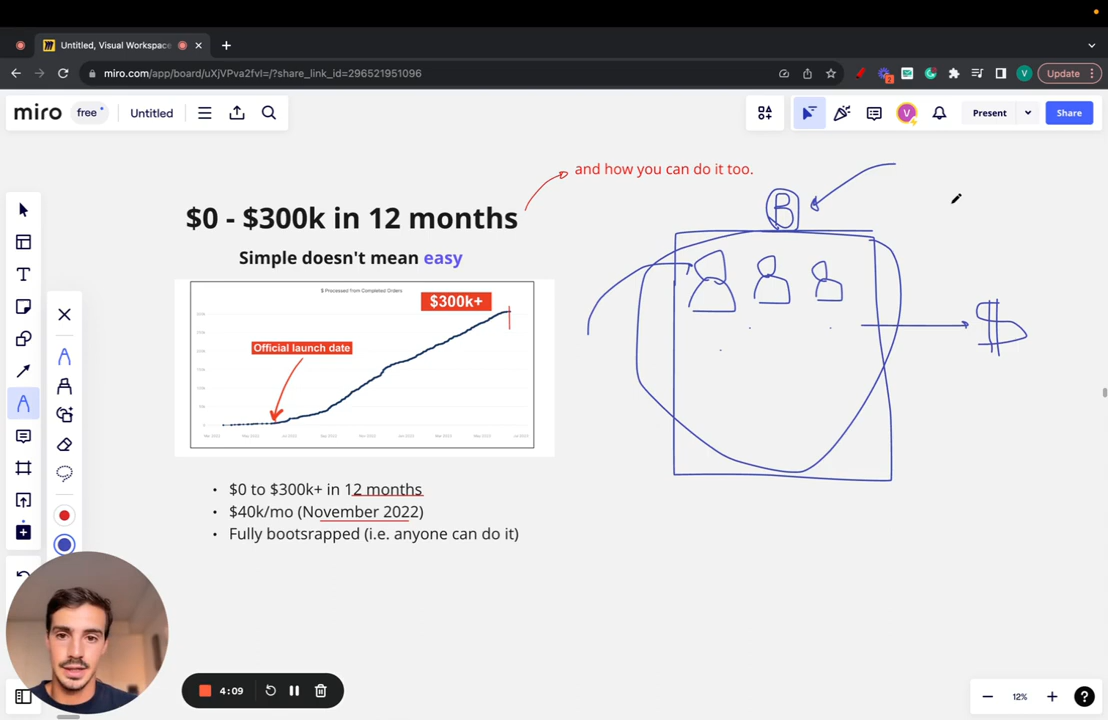 Untitled, Visual Workspace
miro.com/app/board/uXjVPva2fvI=/?share_link_id=296521951096
2
V
Update
miro
free
Untitled
V
Present
Share
and how you can do it too.
$0 - $300k in 12 months
Simple doesn't mean easy
B
$ Processed from Completed Orders
$300k+
Official launch date
$
$0 to $300k+ in 12 months
$40k/mo (November 2022)
Fully bootsrapped (i.e. anyone can do it)
4:09
12%